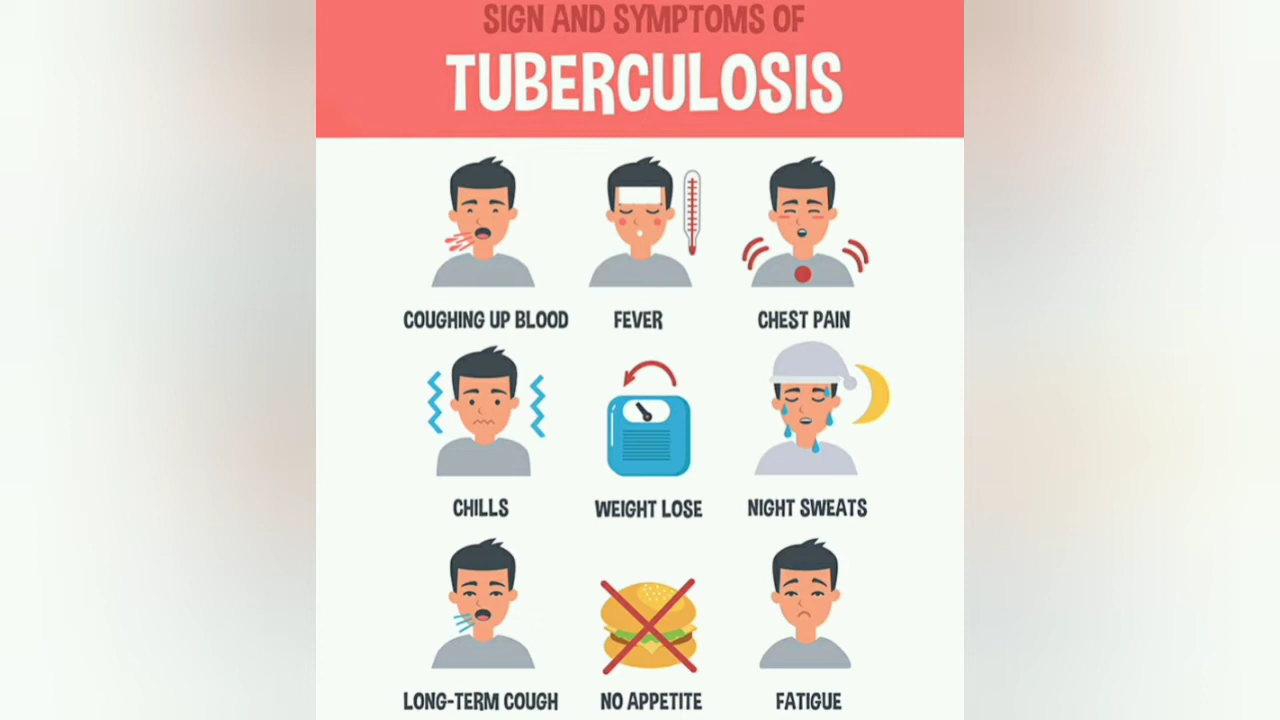 SIGN AND SYMPTOMS OF
TUBERCULOSIS
COUGHING UP BLOOD
FEVER
CHEST PAIN
CHILLS
WEIGHT LOSE
NIGHT SWEATS
LONG-TERM COUGH
NO APPETITE
FATIGUE